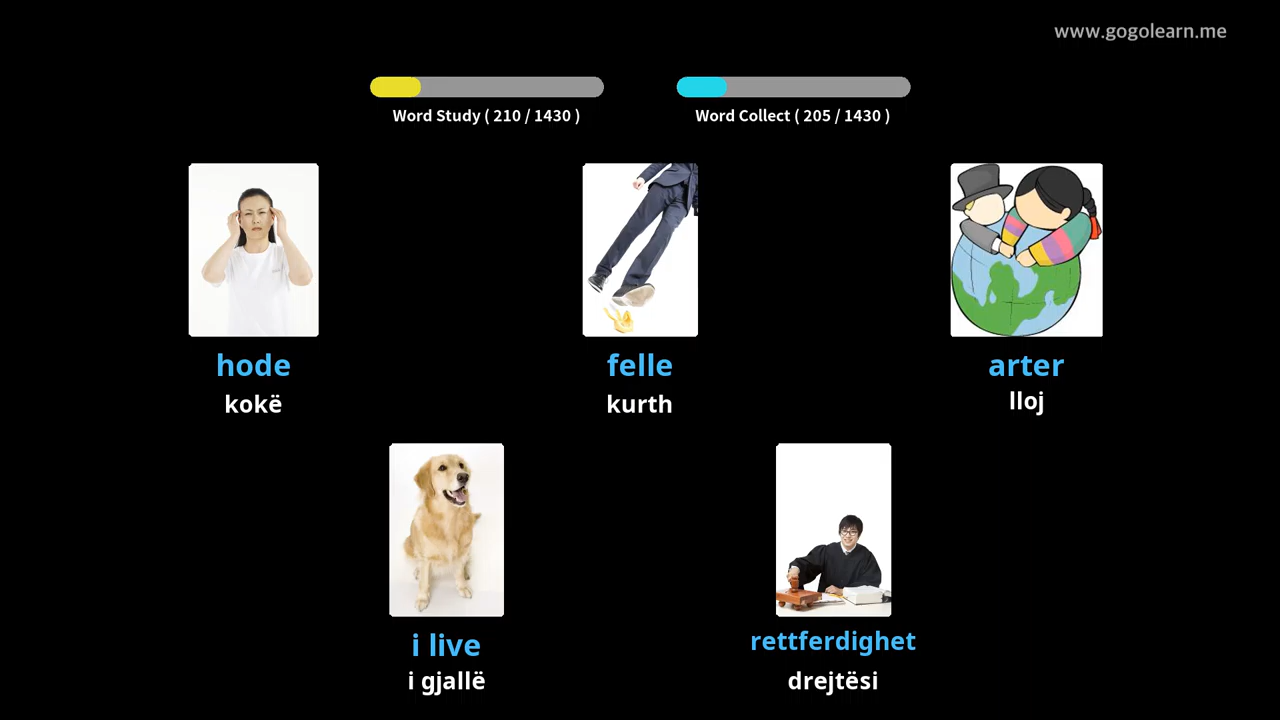 www.gogolearn.me
Word Study ( 210 / 1430 )
Word Collect ( 205 / 1430 )
hode
kokë
felle
kurth
arter
lloj
i live
i gjallë
rettferdighet
drejtësi